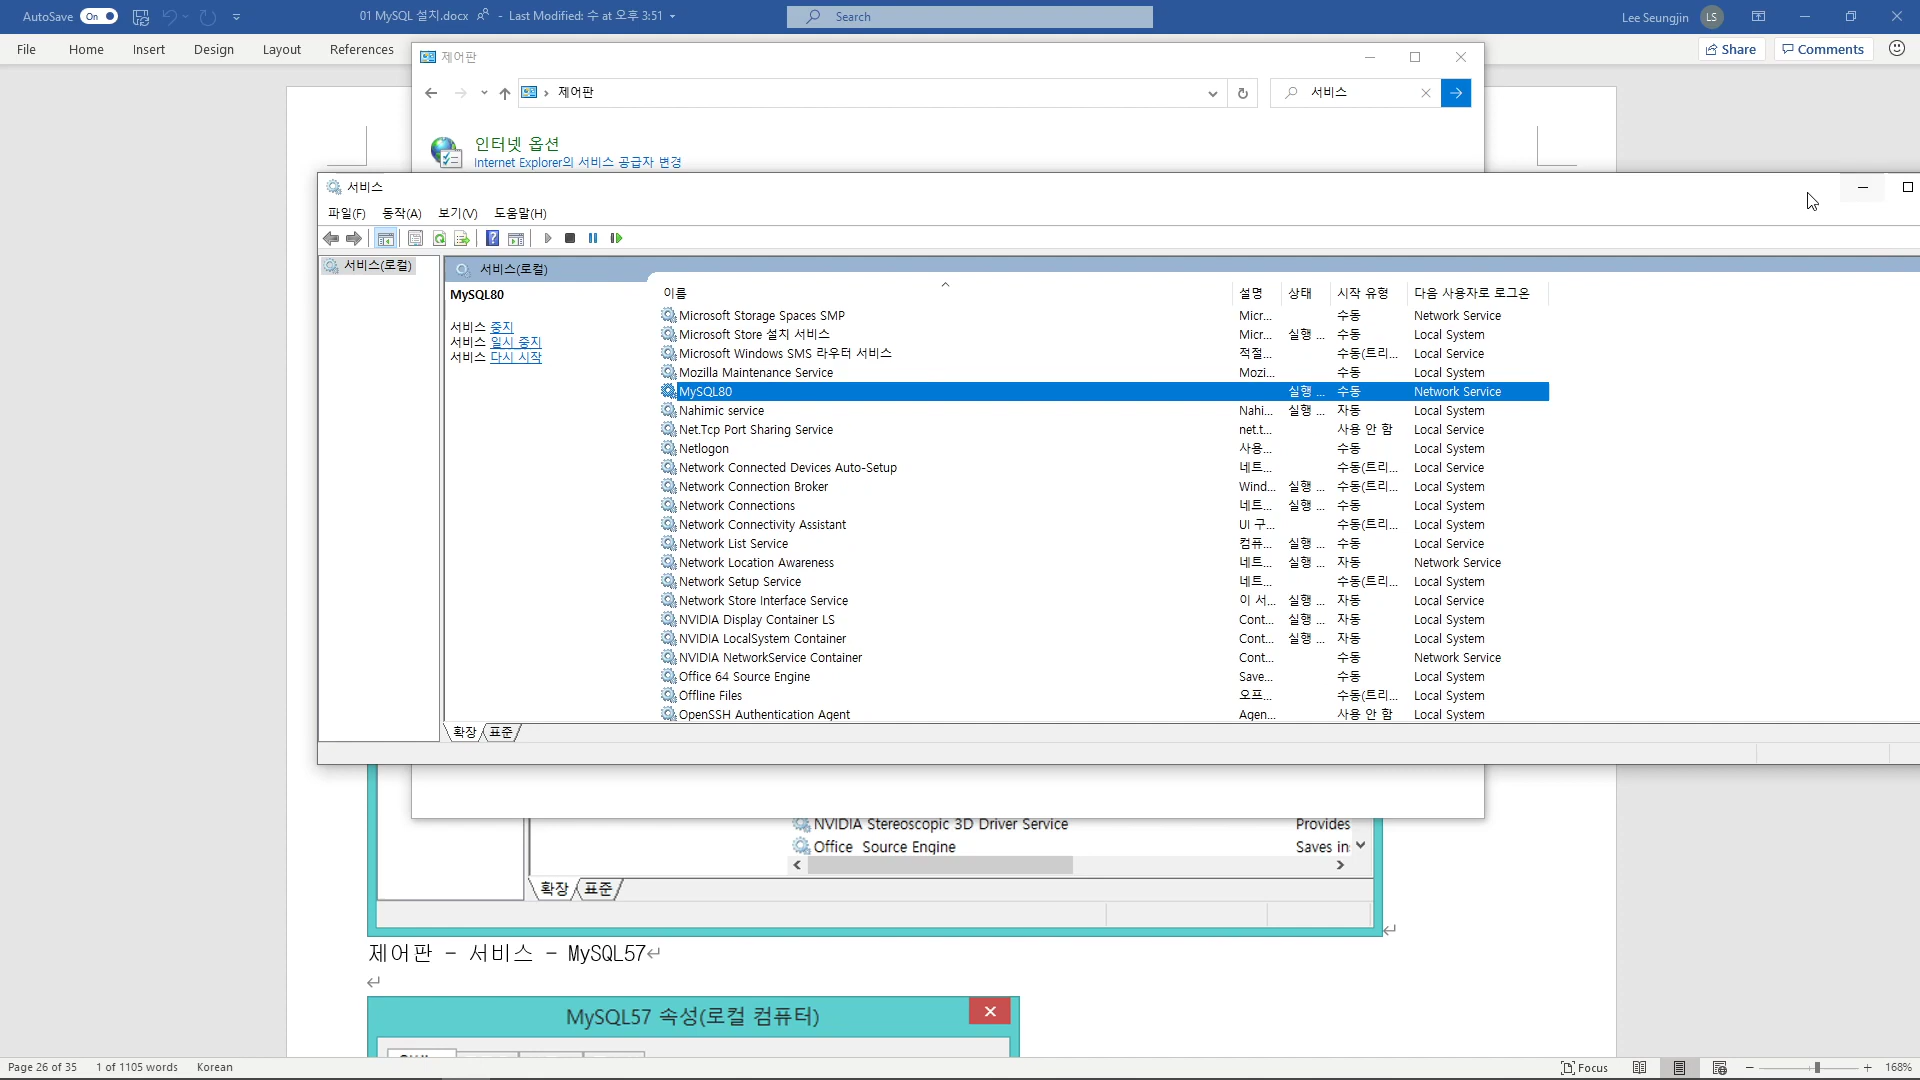 AutoSave On 01 MySQL 설치.docx - Last Modified: 수 at 오후 3:51 Search Lee Seungjin LS
File Home Insert Design Layout References Share Comments
제어판
제어판 서비스
인터넷 옵션
Internet Explorer의 서비스 공급자 변경
서비스
파일(F) 동작(A) 보기(V) 도움말(H)
서비스(로컬) 서비스(로컬)
MySQL80
서비스 중지
서비스 일시 중지
서비스 다시 시작
이름 설명 상태 시작 유형 다음 사용자로 로그온
Microsoft Storage Spaces SMP Micr... 수동 Network Service
Microsoft Store 설치 서비스 Micr... 실행 ... 수동 Local System
Microsoft Windows SMS 라우터 서비스 적절... 수동(트리... Local Service
Mozilla Maintenance Service Mozi... 수동 Local System
MySQL80 실행 ... 수동 Network Service
Nahimic service Nahi... 실행 ... 자동 Local System
Net.Tcp Port Sharing Service net.t... 사용 안 함 Local Service
Netlogon 사용... 수동 Local System
Network Connected Devices Auto-Setup 네트... 수동(트리... Local Service
Network Connection Broker Wind... 실행 ... 수동(트리... Local System
Network Connections 네트... 실행 ... 수동 Local System
Network Connectivity Assistant UI 구... 수동(트리... Local System
Network List Service 컴퓨... 실행 ... 수동 Local Service
Network Location Awareness 네트... 실행 ... 자동 Network Service
Network Setup Service 네트... 수동(트리... Local System
Network Store Interface Service 이 서... 실행 ... 자동 Local Service
NVIDIA Display Container LS Cont... 실행 ... 자동 Local System
NVIDIA LocalSystem Container Cont... 실행 ... 자동 Local System
NVIDIA NetworkService Container Cont... 수동 Network Service
Office 64 Source Engine Save... 수동 Local System
Offline Files 오프... 수동(트리... Local System
OpenSSH Authentication Agent Agen... 사용 안 함 Local System
확장 표준
NVIDIA Stereoscopic 3D Driver Service Provides
Office Source Engine Saves in
확장 표준
제어판 - 서비스 - MySQL57
MySQL57 속성(로컬 컴퓨터)
Page 26 of 35 1 of 1105 words Korean Focus 168%